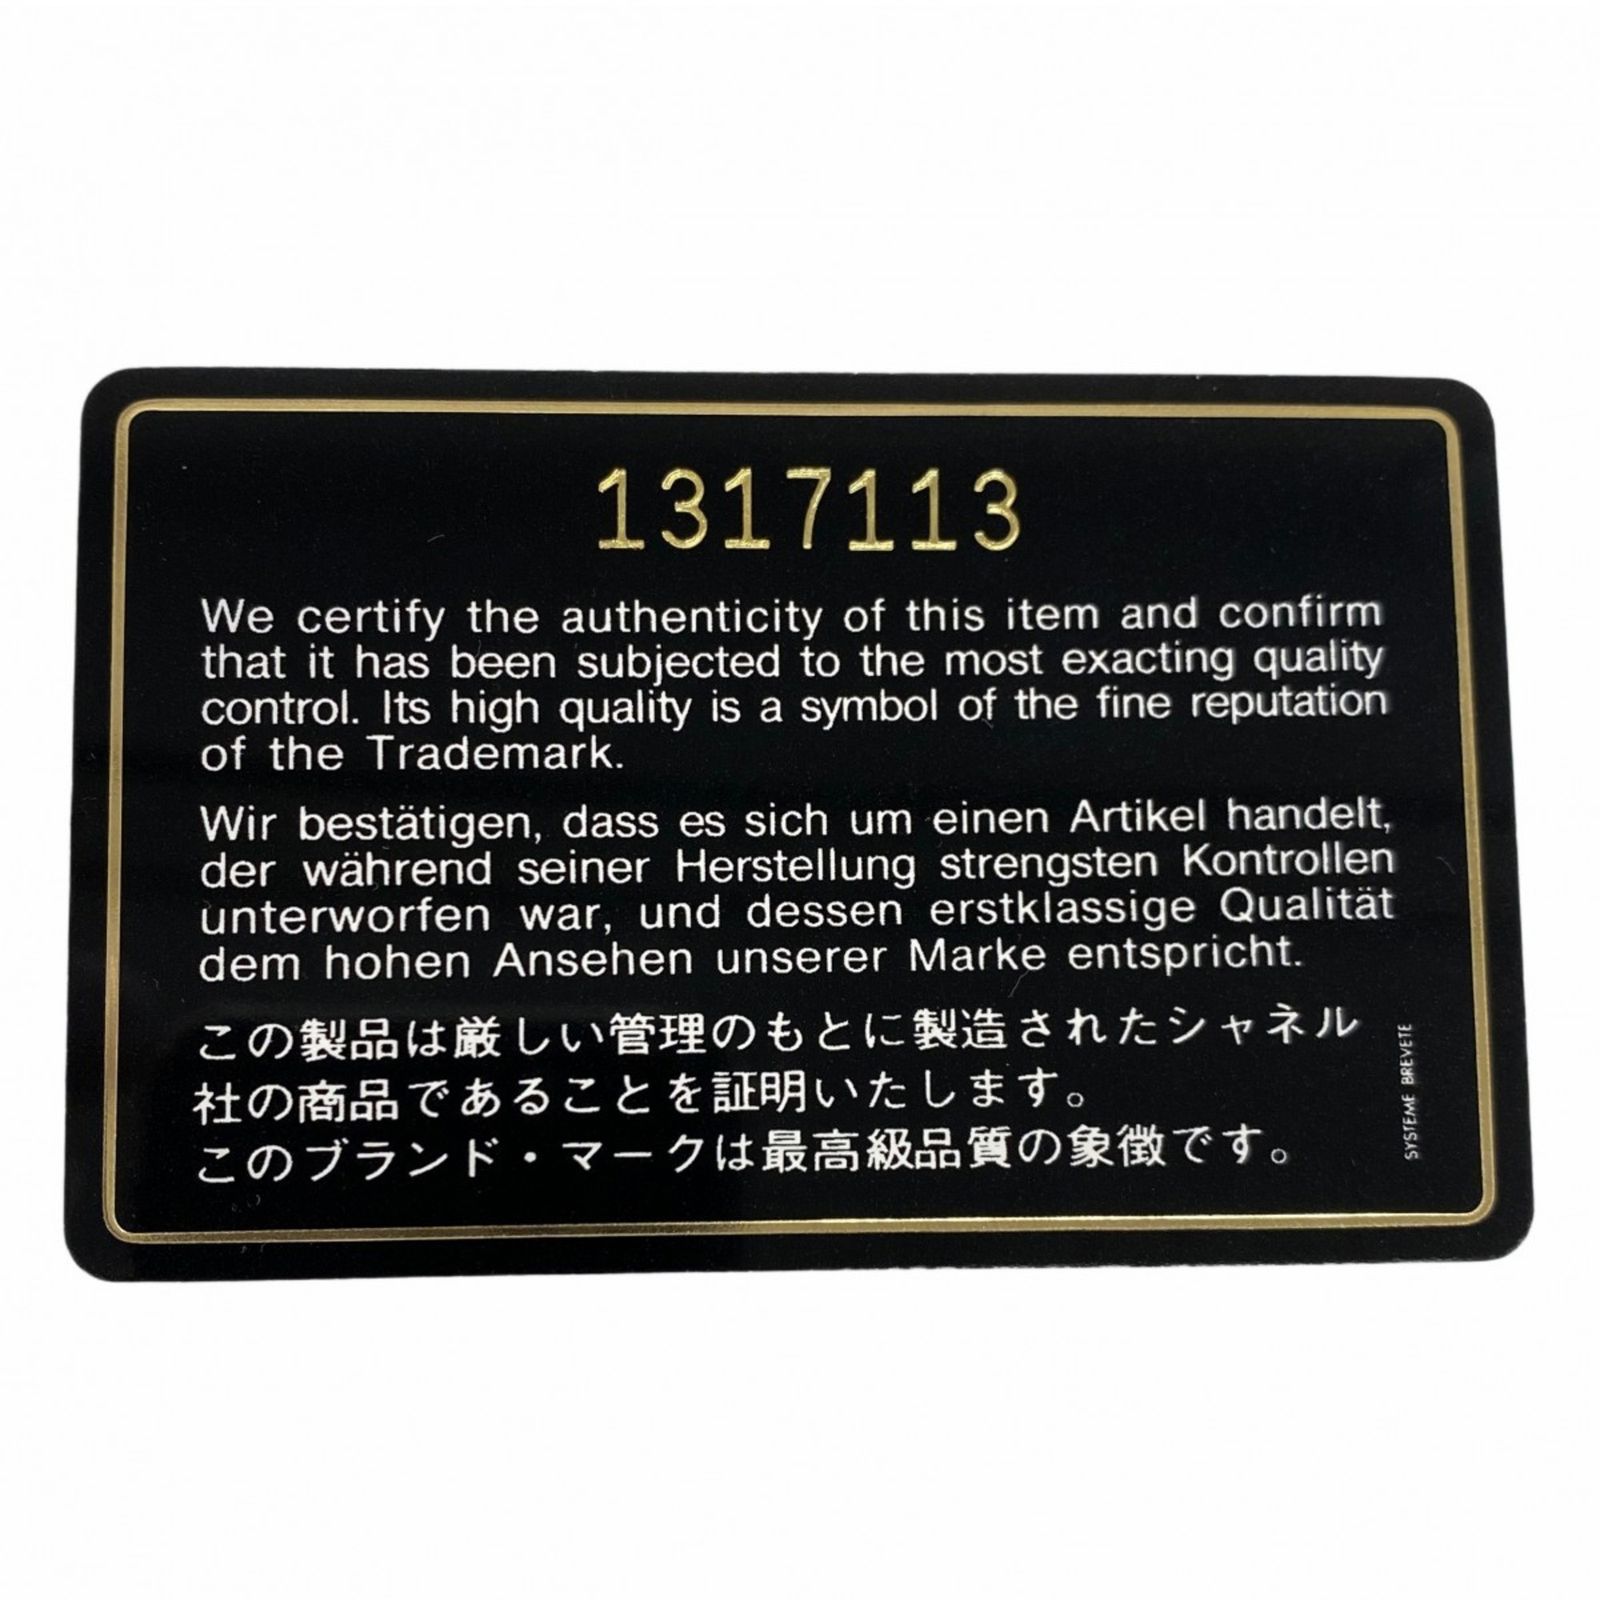 1317113
We certify the authenticity of this item and confirm
that it has been subjected to the most exacting quality
control. Its high quality is a symbol of the fine reputation
of the Trademark.
Wir bestätigen, dass es sich um einen Artikel handelt,
der während seiner Herstellung strengsten Kontrollen
unterworfen war, und dessen erstklassige Qualität
dem hohen Ansehen unserer Marke entspricht.
この製品は厳しい管理のもとに製造されたシャネル
社の商品であることを証明いたします。
このブランド・マークは最高級品質の象徴です。
SYSTEME BREVETE